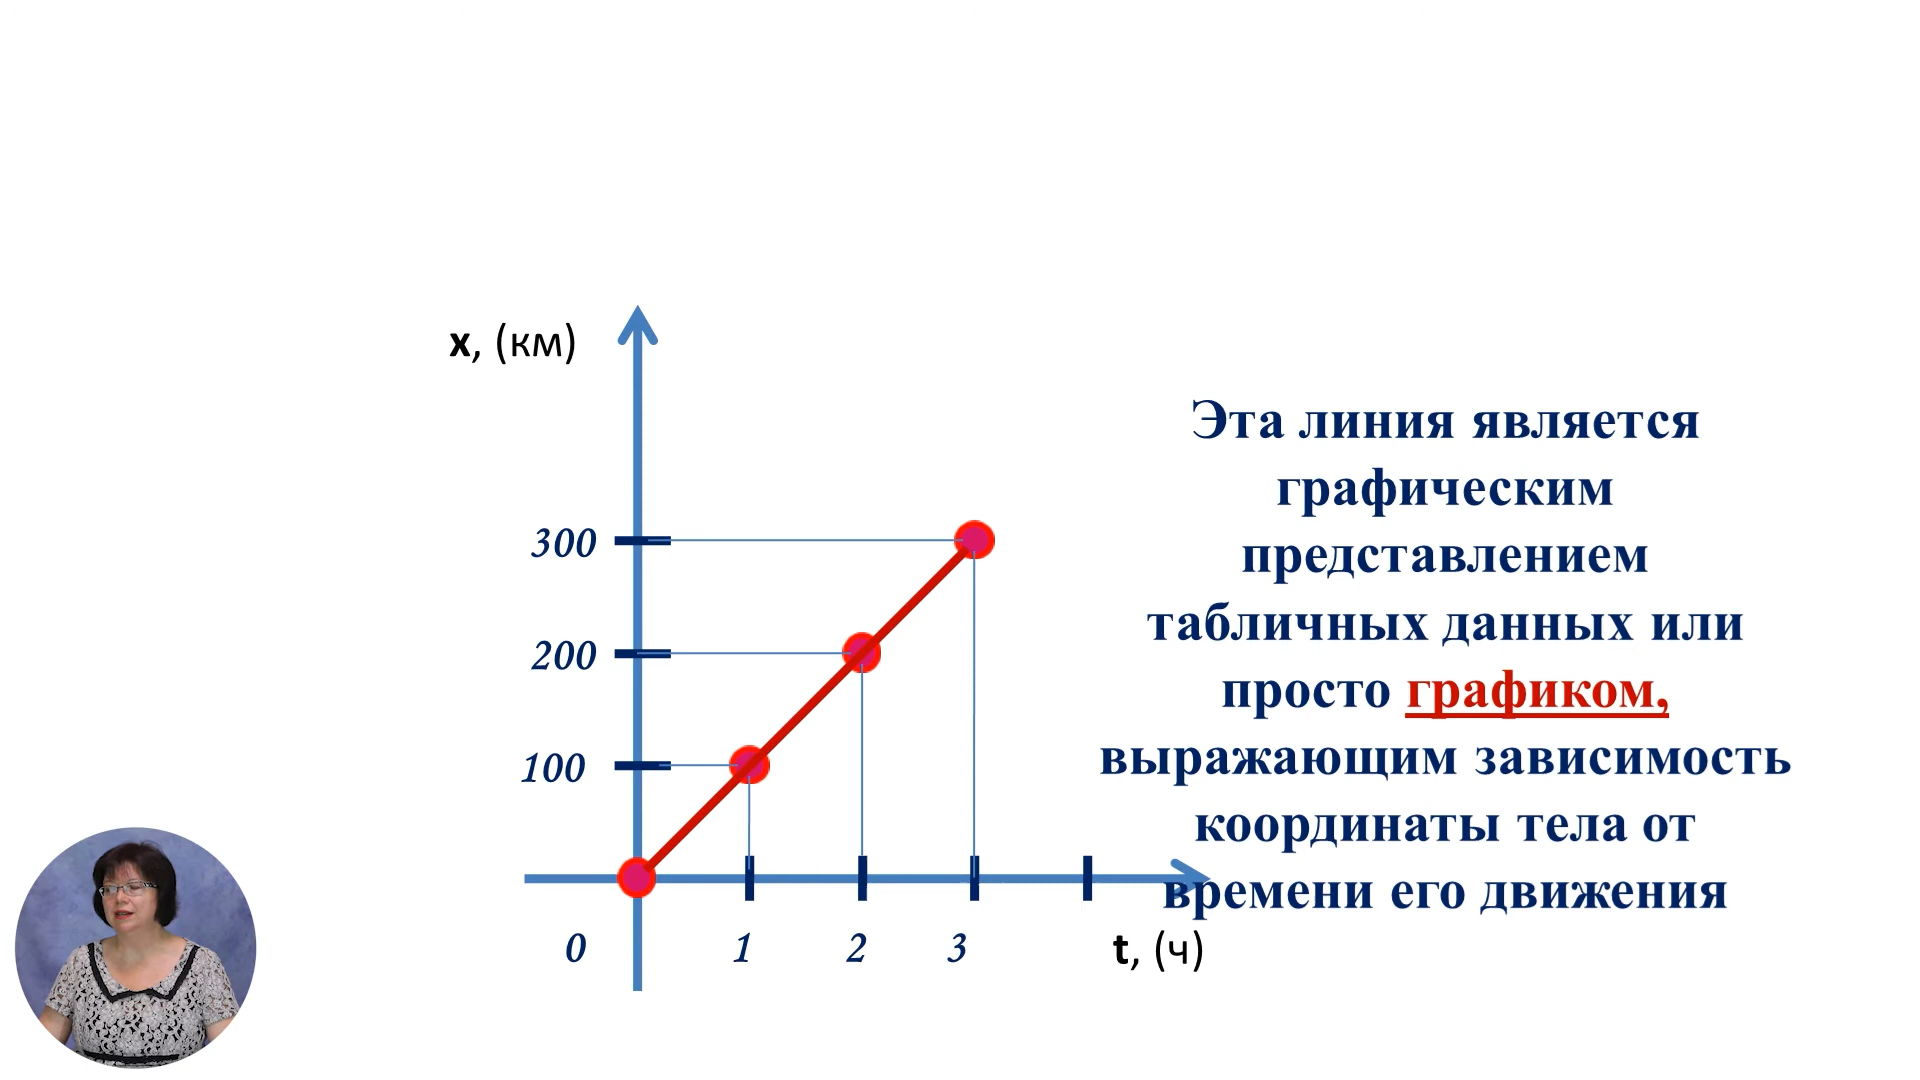 x, (км)
300
200
100
0
1
2
3
t, (ч)
Эта линия является
графическим
представлением
табличных данных или
просто графиком,
выражающим зависимость
координаты тела от
времени его движения